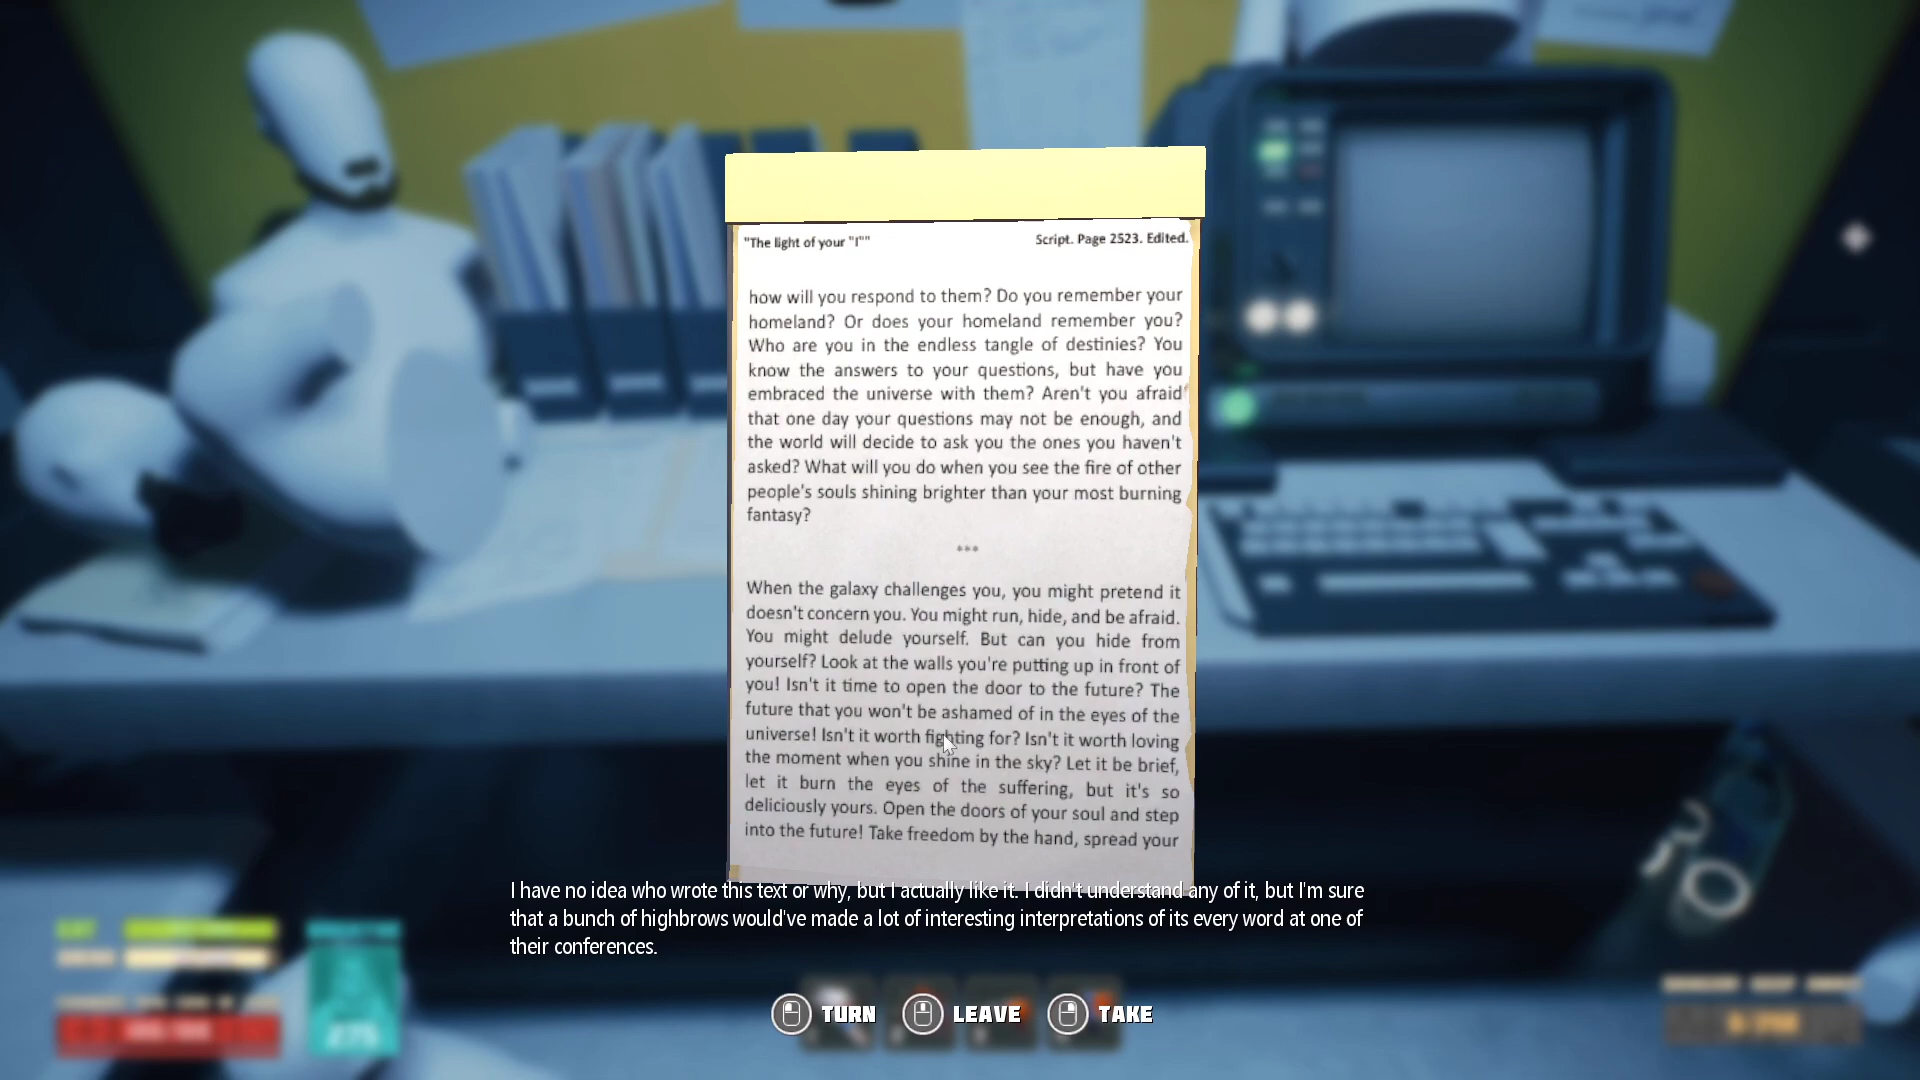 "The light of your "I""
Script. Page 2523. Edited.
how will you respond to them? Do you remember your
homeland? Or does your homeland remember you?
Who are you in the endless tangle of destinies? You
know the answers to your questions, but have you
embraced the universe with them? Aren't you afraid
that one day your questions may not be enough, and
the world will decide to ask you the ones you haven't
asked? What will you do when you see the fire of other
people's souls shining brighter than your most burning
fantasy?
***
When the galaxy challenges you, you might pretend it
doesn't concern you. You might run, hide, and be afraid.
You might delude yourself. But can you hide from
yourself? Look at the walls you're putting up in front of
you! Isn't it time to open the door to the future? The
future that you won't be ashamed of in the eyes of the
universe! Isn't it worth fighting for? Isn't it worth loving
the moment when you shine in the sky? Let it be brief,
let it burn the eyes of the suffering, but it's so
deliciously yours. Open the doors of your soul and step
into the future! Take freedom by the hand, spread your
I have no idea who wrote this text or why, but I actually like it. I didn't understand any of it, but I'm sure
that a bunch of highbrows would've made a lot of interesting interpretations of its every word at one of
their conferences.
TURN LEAVE TAKE
275